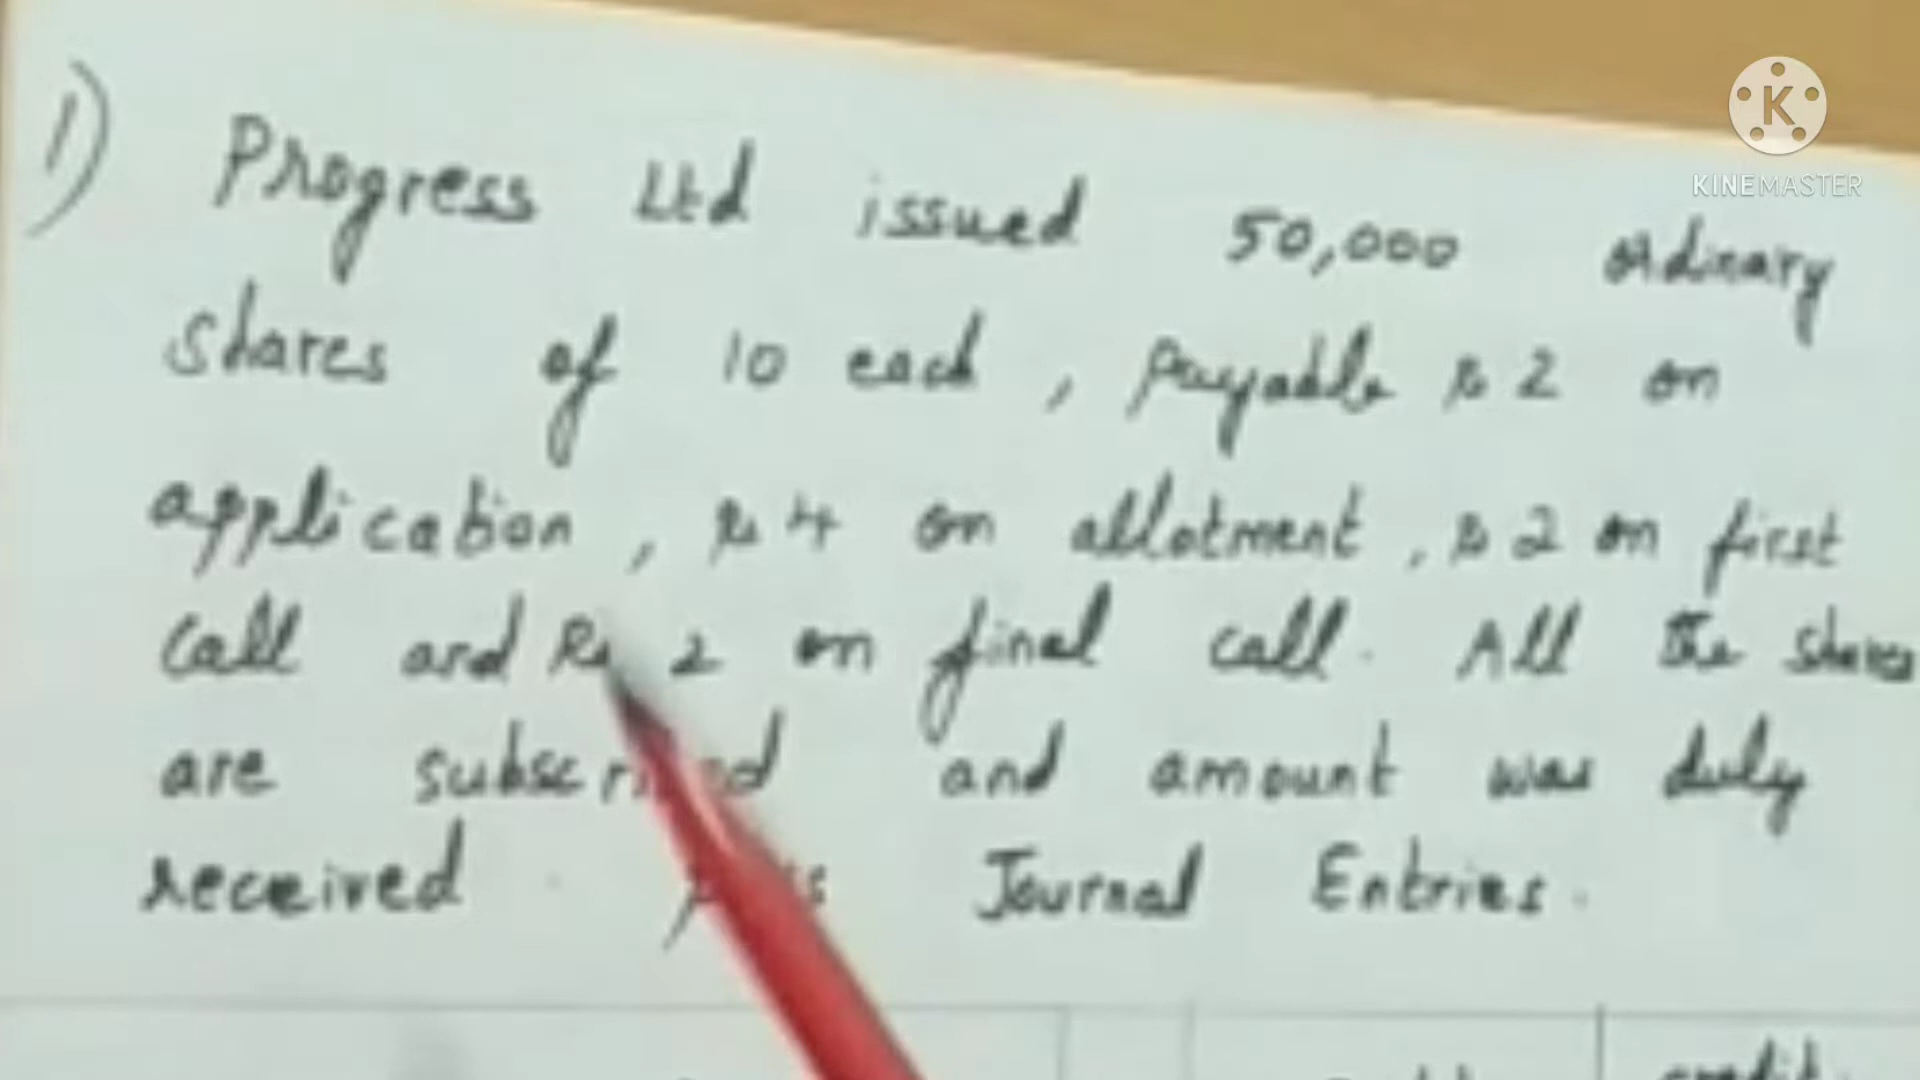 1) Progress Ltd issued 50,000 ordinary
shares of 10 each, payable Rs 2 on
application, Rs 4 on allotment, Rs 2 on first
call and Rs 2 on final call. All the shares
are subscribed and amount was duly
received. Journal Entries.
credit
K
KINEMASTER